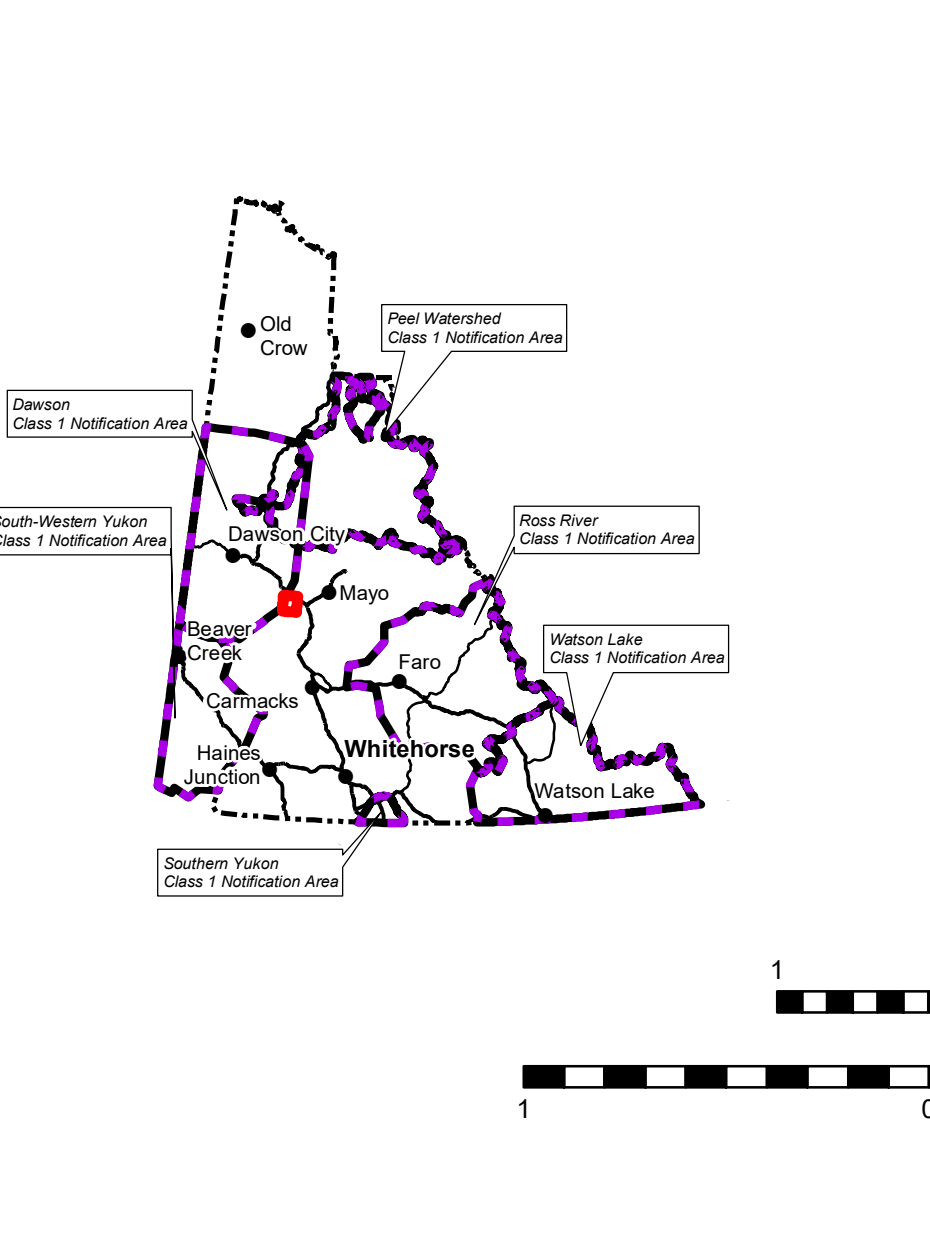 Old
Crow
Peel Watershed
Class 1 Notification Area
Dawson
Class 1 Notification Area
South-Western Yukon
Class 1 Notification Area
Dawson City
Ross River
Class 1 Notification Area
Mayo
Beaver
Creek
Watson Lake
Class 1 Notification Area
Faro
Carmacks
Haines
Junction
Whitehorse
Watson Lake
Southern Yukon
Class 1 Notification Area
1
1
0